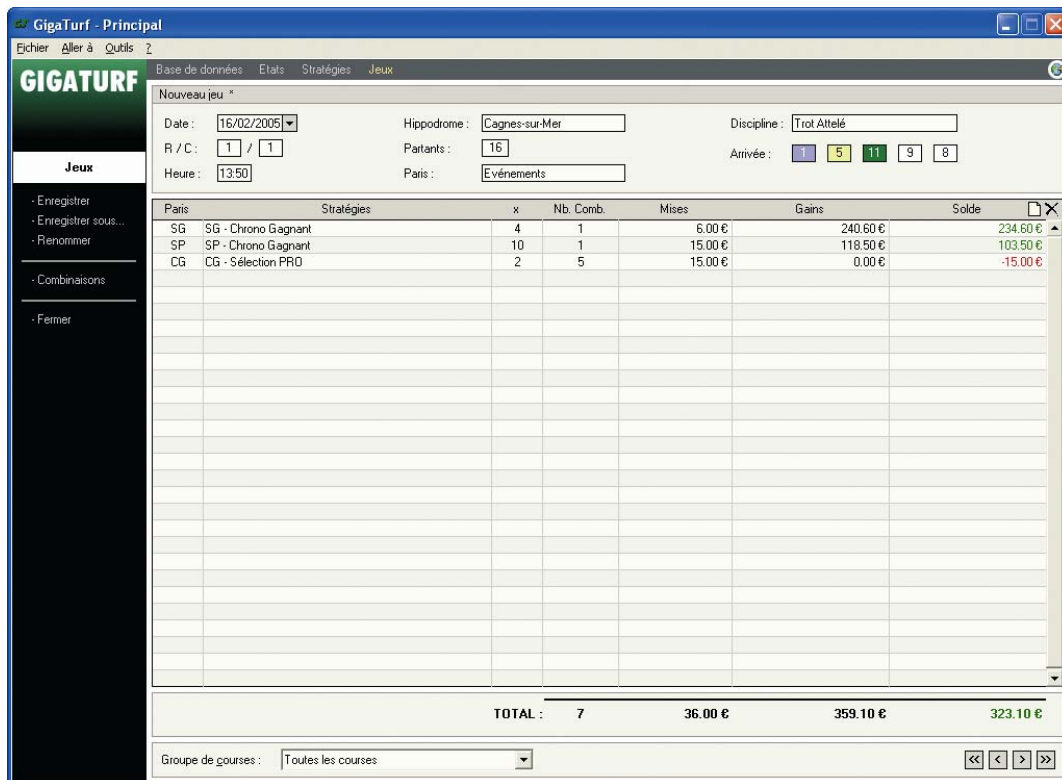 GigaTurf - Principal
Fichier Aller à Outils ?
GIGATURF
Base de données Etats Stratégies Jeux
Nouveau jeu *
Date : 16/02/2005 Hippodrome : Cagnes-sur-Mer Discipline : Trot Attelé
R / C : 1 / 1 Partants : 16 Arrivée : 1 5 11 9 8
Heure : 13:50 Paris : Evénements
Jeux
- Enregistrer
- Enregistrer sous...
- Renommer
- Combinaisons
- Fermer
Paris Stratégies x Nb. Comb. Mises Gains Solde
SG SG - Chrono Gagnant 4 1 6.00 € 240.60 € 234.60 €
SP SP - Chrono Gagnant 10 1 15.00 € 118.50 € 103.50 €
CG CG - Sélection PRO 2 5 15.00 € 0.00 € -15.00 €
TOTAL : 7 36.00 € 359.10 € 323.10 €
Groupe de courses : Toutes les courses << < > >>